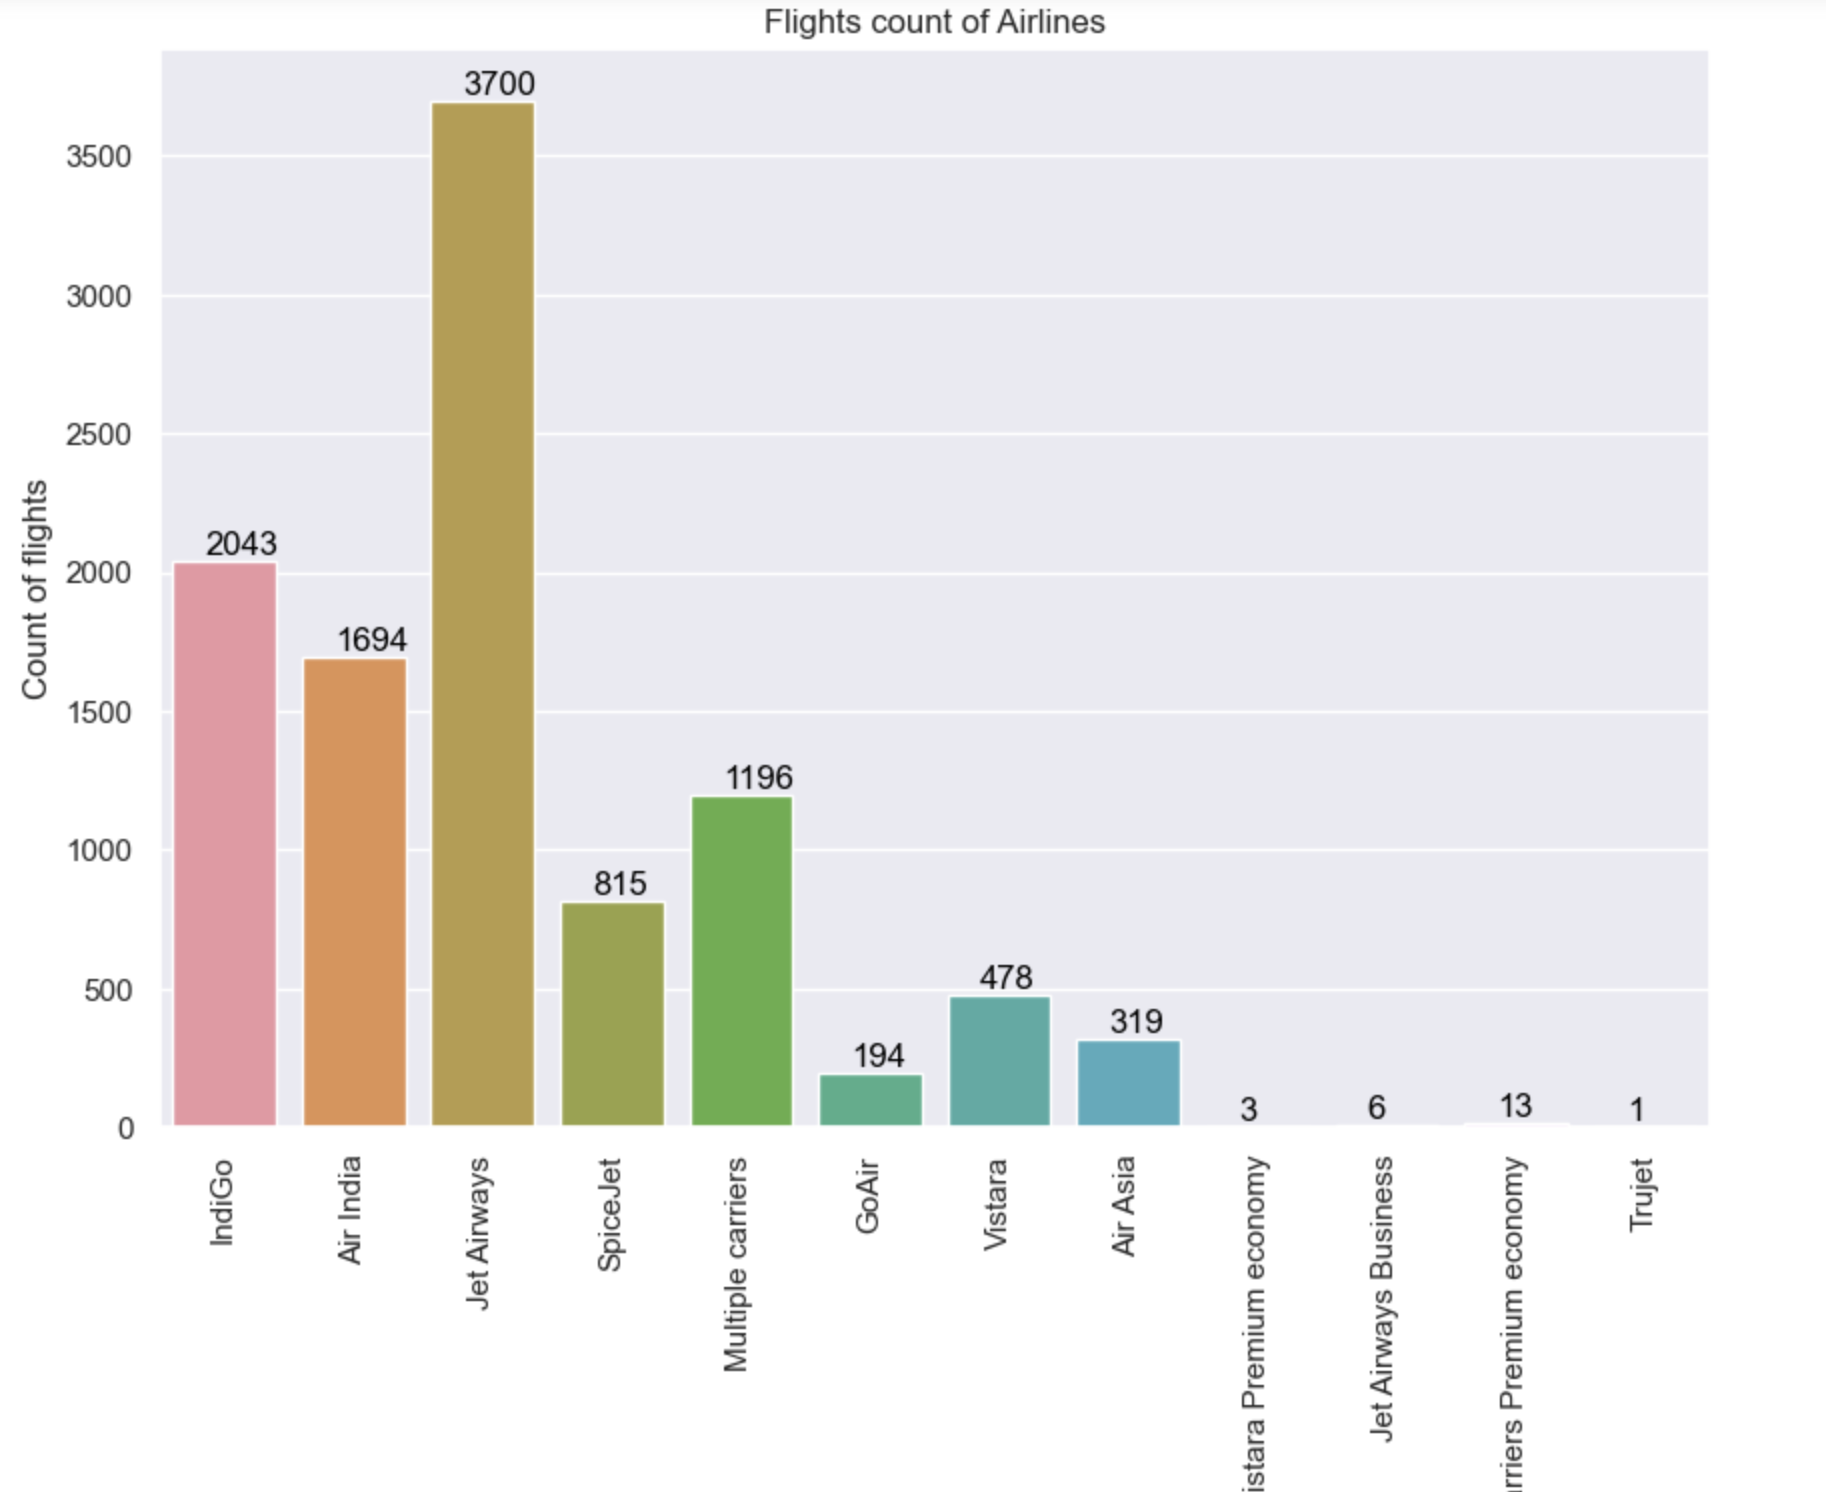 Flights count of Airlines
Count of flights
3500
3000
2500
2000
1500
1000
500
0
2043
1694
3700
815
1196
194
478
319
3
6
13
1
IndiGo
Air India
Jet Airways
SpiceJet
Multiple carriers
GoAir
Vistara
Air Asia
istara Premium economy
Jet Airways Business
rriers Premium economy
Trujet